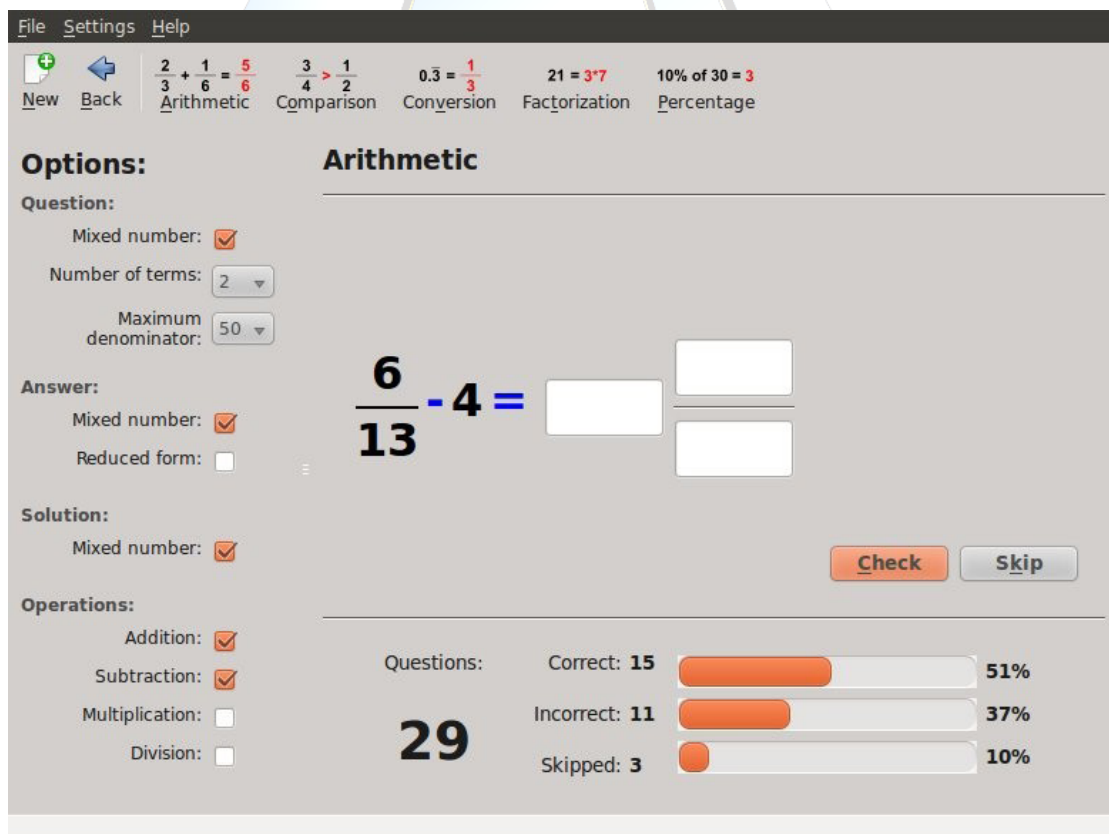 File Settings Help
2/3 + 1/6 = 5/6 3/4 > 1/2 0.3̅ = 1/3 21 = 3*7 10% of 30 = 3
New Back Arithmetic Comparison Conversion Factorization Percentage
Options:
Question:
Mixed number:
Number of terms: 2
Maximum denominator: 50
Answer:
Mixed number:
Reduced form:
Solution:
Mixed number:
Operations:
Addition:
Subtraction:
Multiplication:
Division:
Arithmetic
6/13 - 4 =
Check Skip
Questions:
29
Correct: 15 51%
Incorrect: 11 37%
Skipped: 3 10%